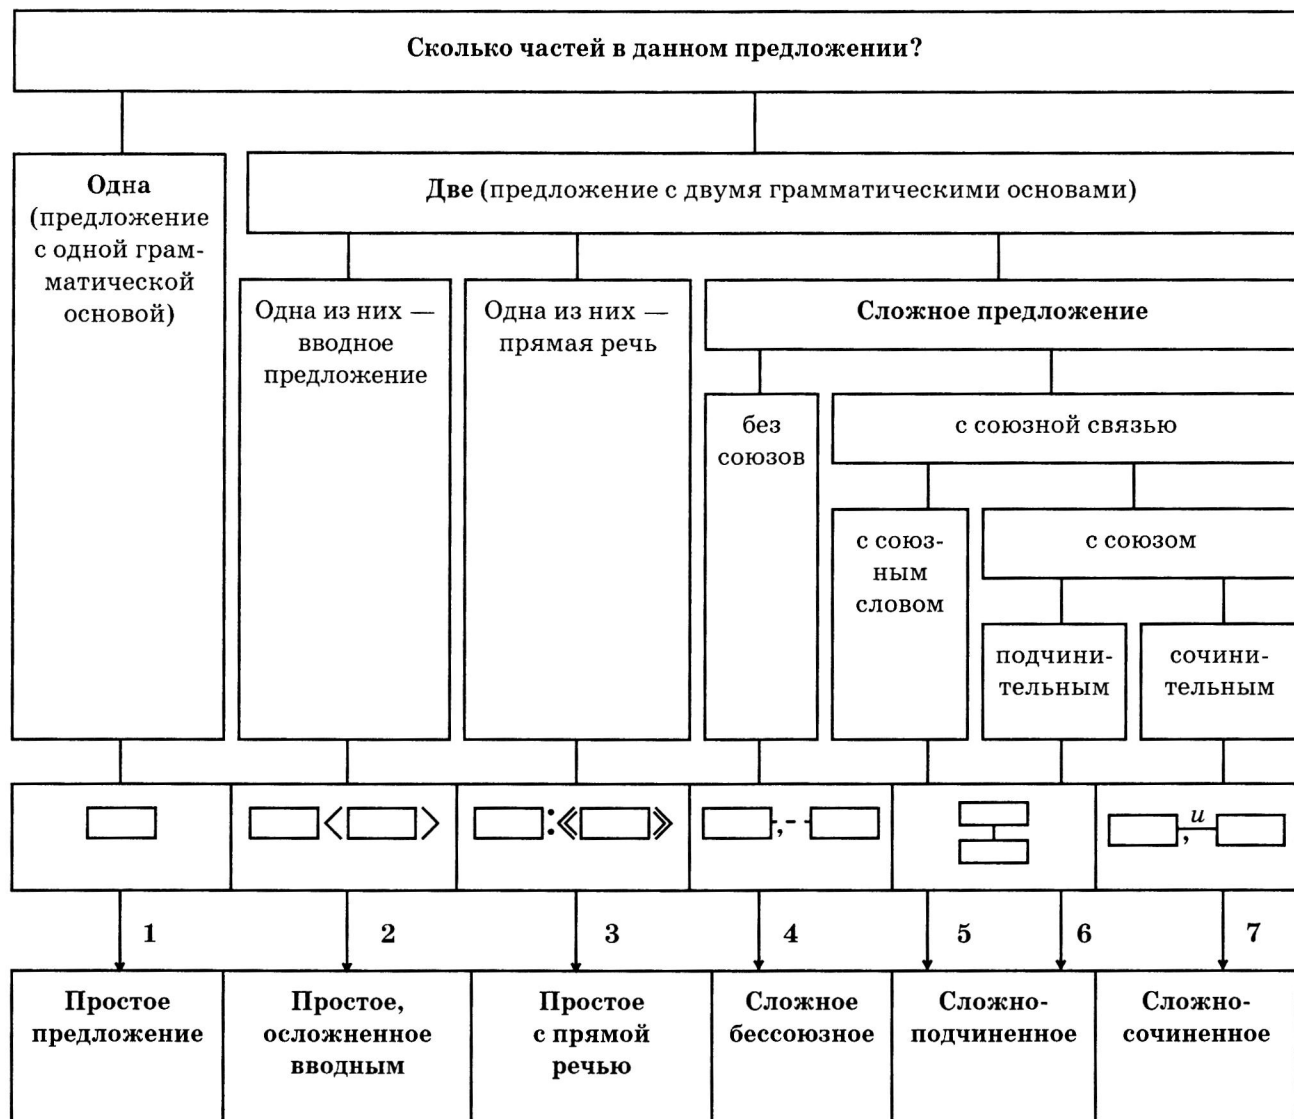 Сколько частей в данном предложении?
Одна
(предложение
с одной грам-
матической
основой)
Две (предложение с двумя грамматическими основами)
Одна из них —
вводное
предложение
Одна из них —
прямая речь
Сложное предложение
без
союзов
с союзной связью
с союз-
ным
словом
с союзом
подчини-
тельным
сочини-
тельным
и
1
2
3
4
5
6
7
Простое
предложение
Простое,
осложненное
вводным
Простое
с прямой
речью
Сложное
бессоюзное
Сложно-
подчиненное
Сложно-
сочиненное